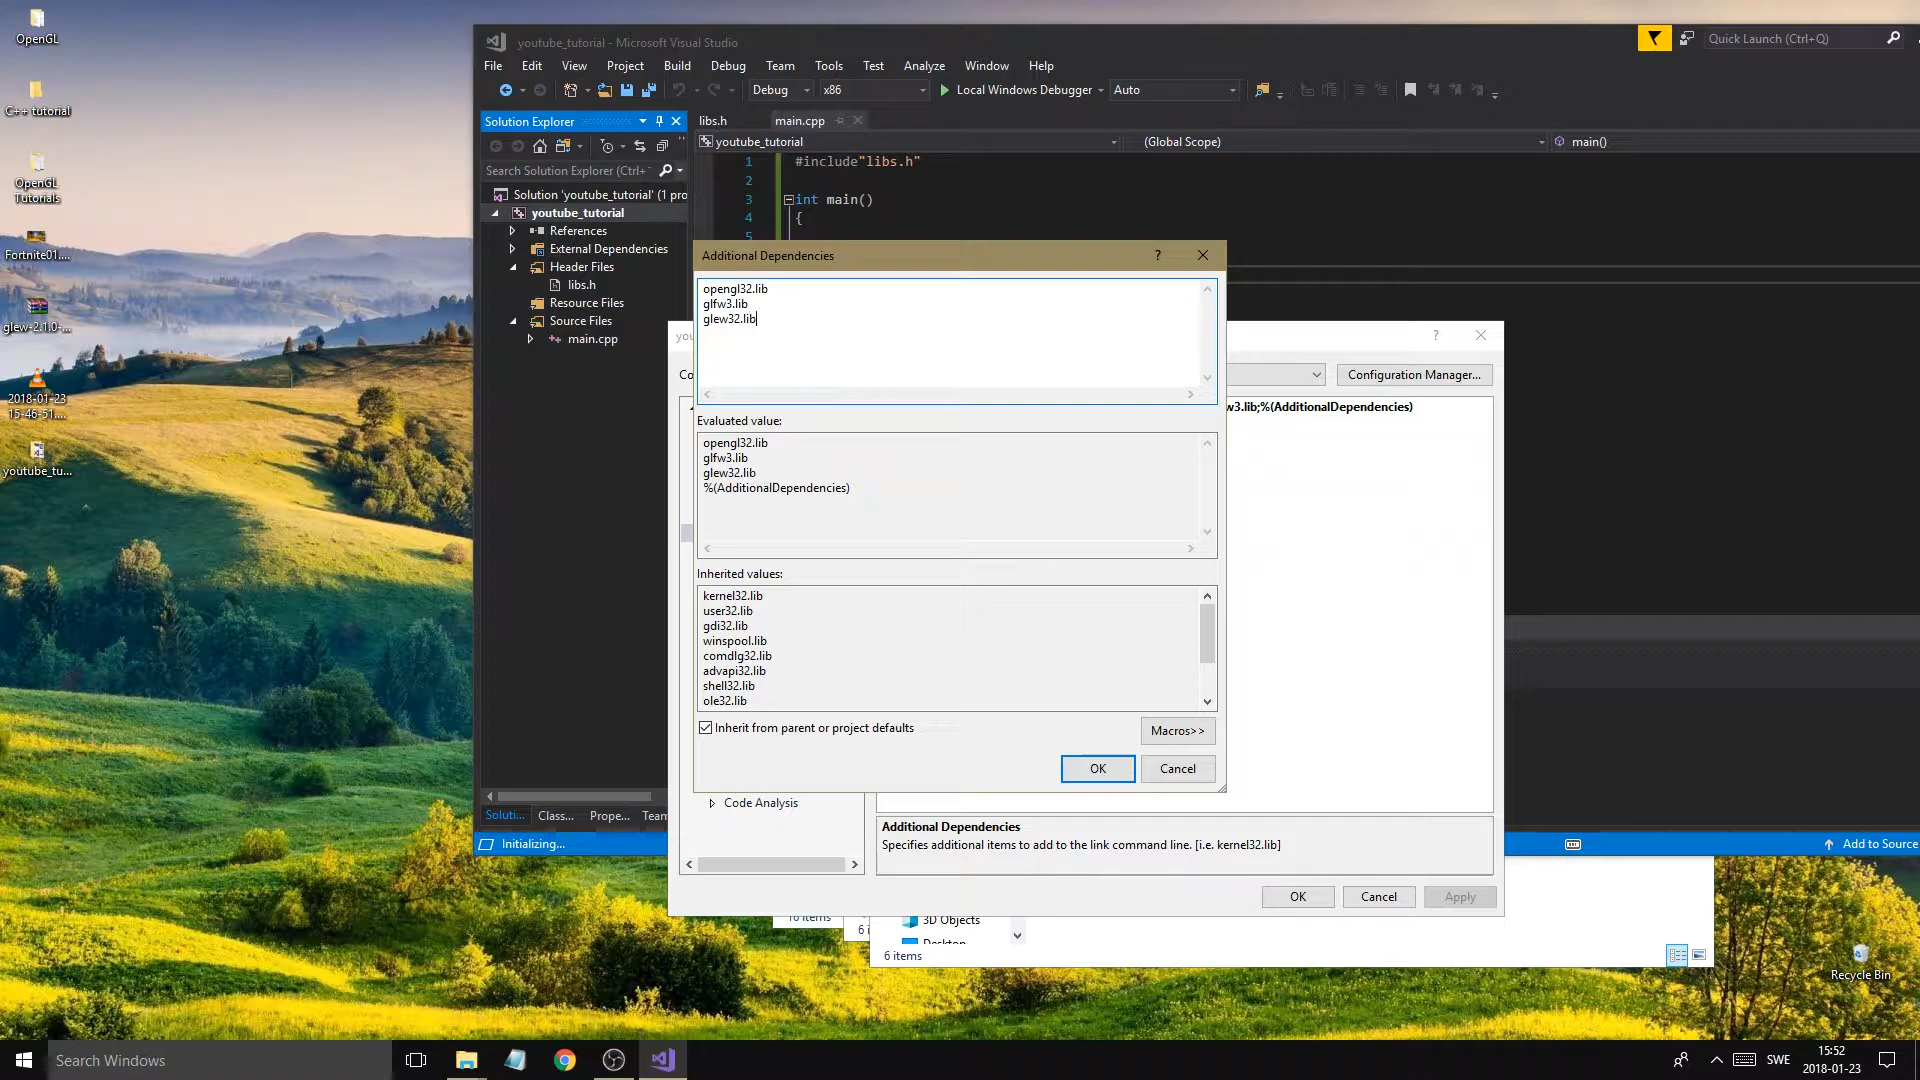 OpenGL
C++ tutorial
OpenGL
Tutorials
Fortnite01....
glew-2.1.0-...
2018-01-23
15-46-51....
youtube_tu...
youtube_tutorial - Microsoft Visual Studio
Quick Launch (Ctrl+Q)
File Edit View Project Build Debug Team Tools Test Analyze Window Help
Debug x86 Local Windows Debugger Auto
Solution Explorer
Search Solution Explorer (Ctrl+
Solution 'youtube_tutorial' (1 pro
youtube_tutorial
References
External Dependencies
Header Files
libs.h
Resource Files
Source Files
main.cpp
Soluti... Class... Prope... Team
Initializing...
Add to Source
libs.h main.cpp
youtube_tutorial (Global Scope) main()
1 #include"libs.h"
2
3 int main()
4 {
5
Additional Dependencies ?
opengl32.lib
glfw3.lib
glew32.lib
Evaluated value:
opengl32.lib
glfw3.lib
glew32.lib
%(AdditionalDependencies)
Inherited values:
kernel32.lib
user32.lib
gdi32.lib
winspool.lib
comdlg32.lib
advapi32.lib
shell32.lib
ole32.lib
Inherit from parent or project defaults
Macros>>
OK Cancel
?
Configuration Manager...
w3.lib;%(AdditionalDependencies)
Code Analysis
Additional Dependencies
Specifies additional items to add to the link command line. [i.e. kernel32.lib]
OK Cancel Apply
3D Objects
6 items
Recycle Bin
Search Windows
SWE
15:52
2018-01-23